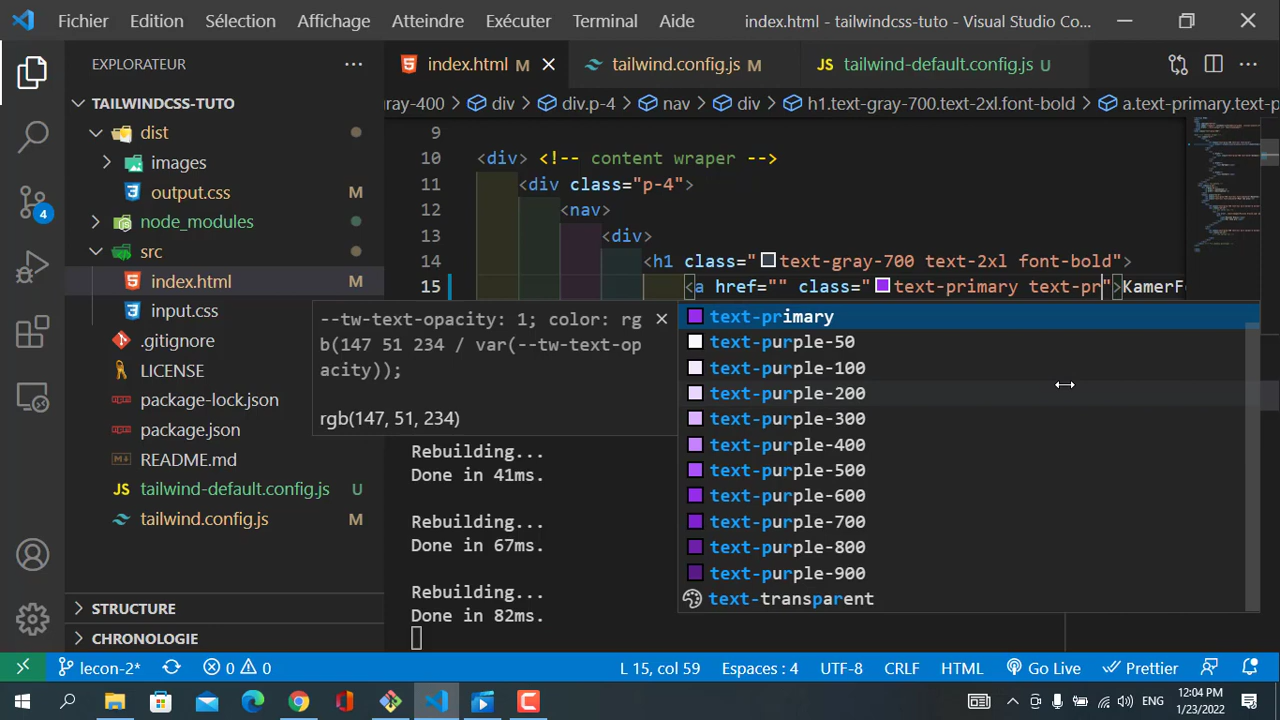 Fichier Edition Sélection Affichage Atteindre Exécuter Terminal Aide index.html - tailwindcss-tuto - Visual Studio Co...
EXPLORATEUR
index.html M
tailwind.config.js M
JS tailwind-default.config.js U
gray-400 > div > div.p-4 > nav > div > h1.text-gray-700.text-2xl.font-bold > a.text-primary.text-p
TAILWINDCSS-TUTO
dist
images
output.css M
node_modules
src
index.html M
input.css
.gitignore
LICENSE
package-lock.json
package.json
README.md
JS tailwind-default.config.js U
tailwind.config.js M
STRUCTURE
CHRONOLOGIE
4
9
10 <div> <!-- content wraper -->
11 <div class="p-4">
12 <nav>
13 <div>
14 <h1 class="text-gray-700 text-2xl font-bold">
15 <a href="" class="text-primary text-pr">KamerF
--tw-text-opacity: 1; color: rg
b(147 51 234 / var(--tw-text-op
acity));
rgb(147, 51, 234)
text-primary
text-purple-50
text-purple-100
text-purple-200
text-purple-300
text-purple-400
text-purple-500
text-purple-600
text-purple-700
text-purple-800
text-purple-900
text-transparent
Rebuilding...
Done in 41ms.
Rebuilding...
Done in 67ms.
Rebuilding...
Done in 82ms.
lecon-2* 0 0 L 15, col 59 Espaces : 4 UTF-8 CRLF HTML Go Live Prettier
ENG
12:04 PM
1/23/2022